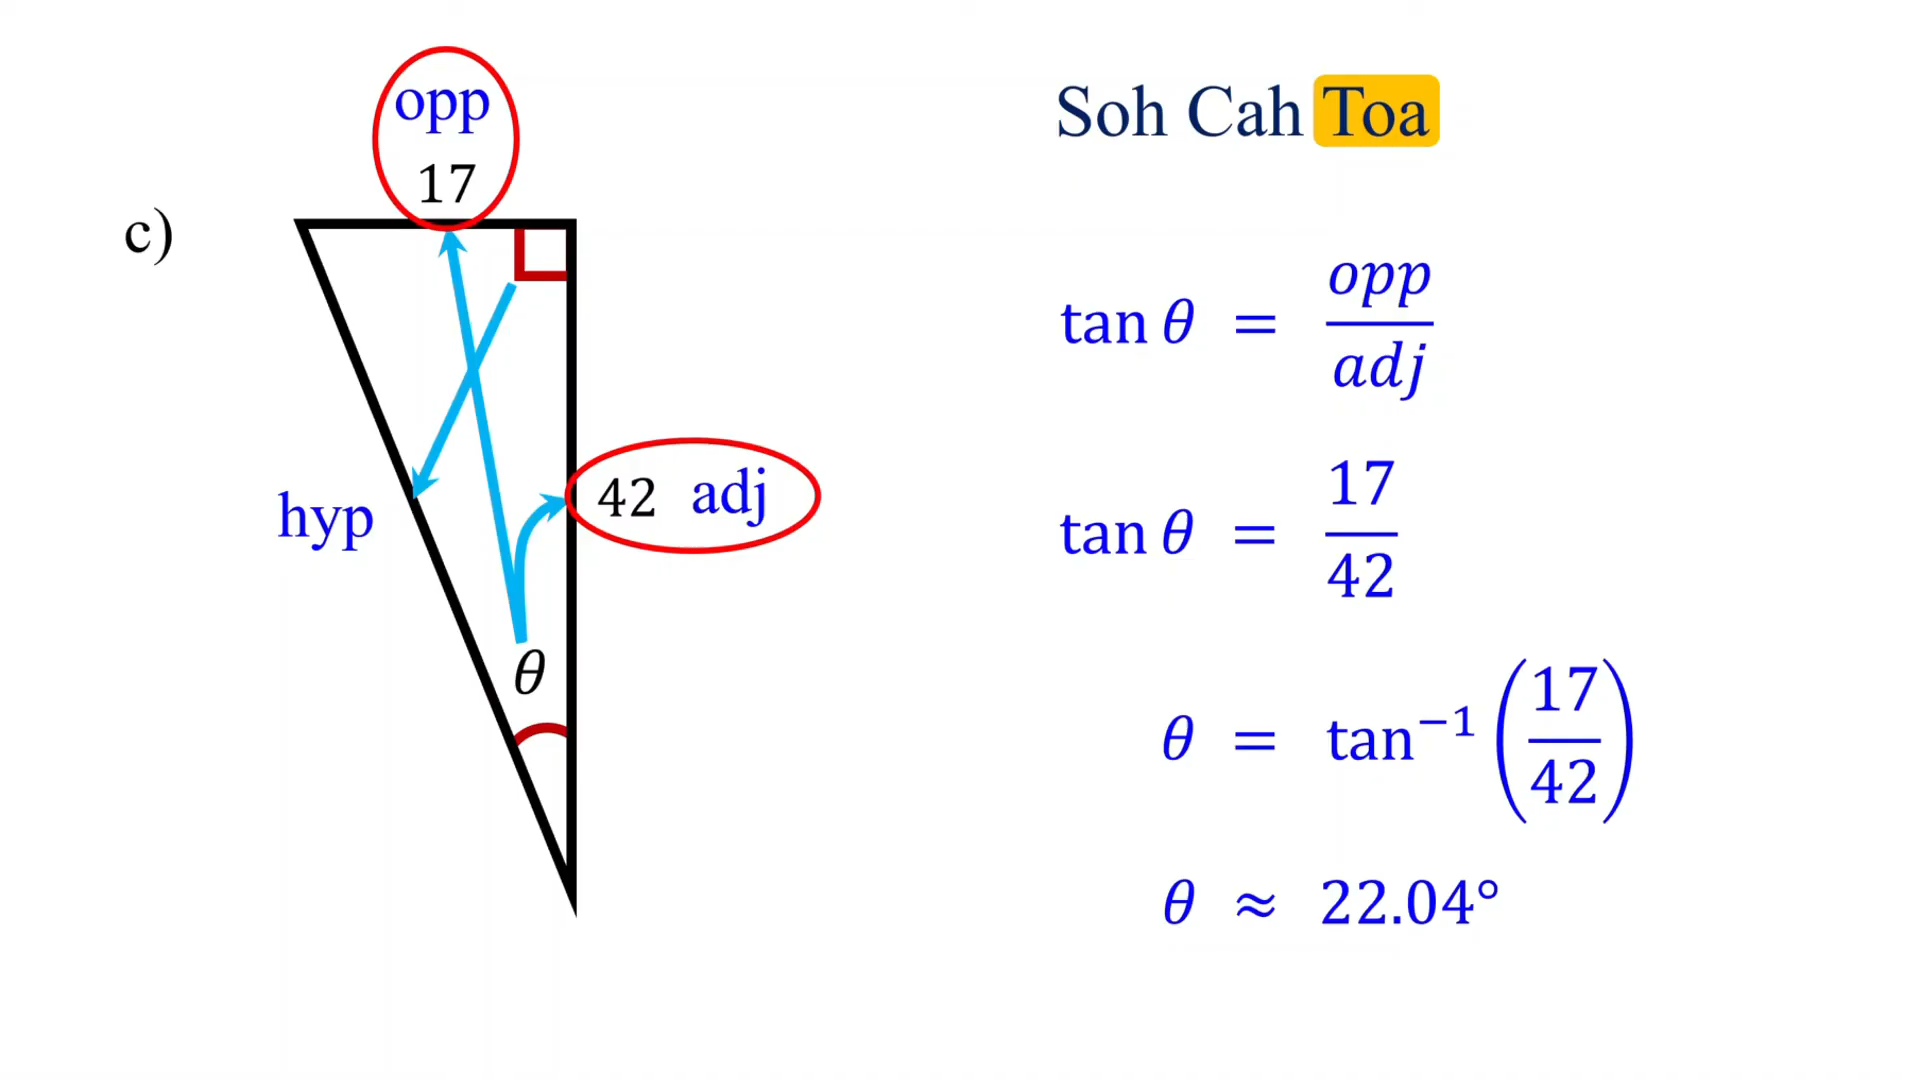 c)
opp
17
hyp
42 adj
θ
Soh Cah Toa
tan θ = opp/adj
tan θ = 17/42
θ = tan⁻¹(17/42)
θ ≈ 22.04°